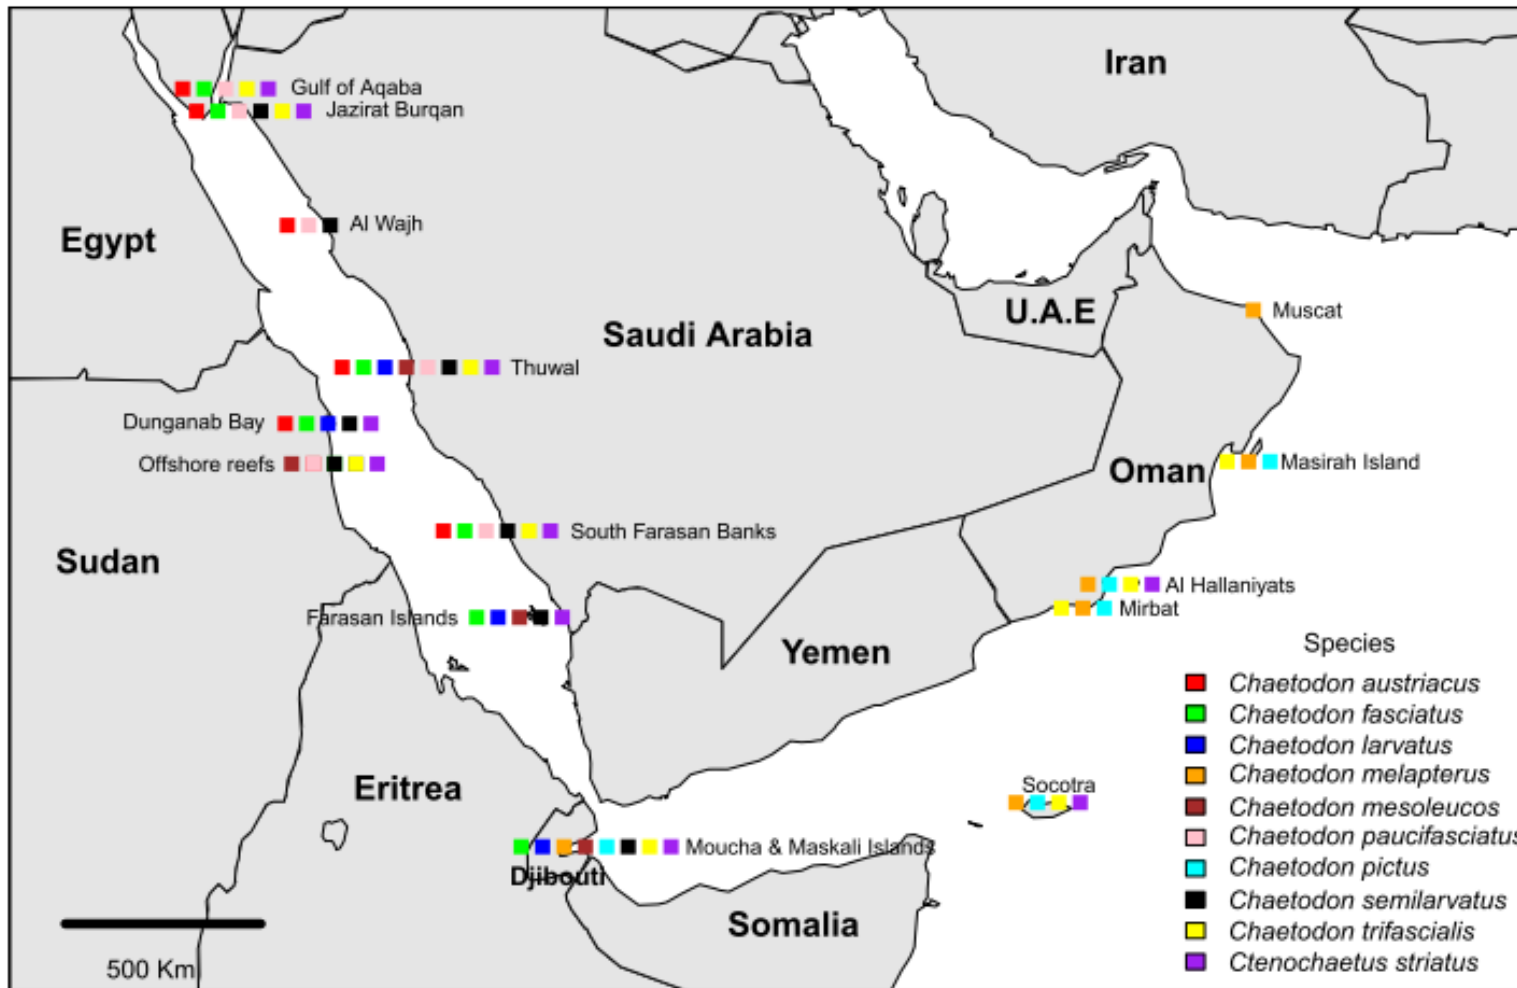 Iran
Gulf of Aqaba
Jazirat Burqan
Al Wajh
Egypt
Muscat
U.A.E
Saudi Arabia
Thuwal
Dunganab Bay
Offshore reefs
Oman
Masirah Island
South Farasan Banks
Sudan
Al Hallaniyats
Mirbat
Farasan Islands
Yemen
Species
Chaetodon austriacus
Chaetodon fasciatus
Chaetodon larvatus
Chaetodon melapterus
Chaetodon mesoleucos
Chaetodon paucifasciatus
Chaetodon pictus
Chaetodon semilarvatus
Chaetodon trifascialis
Ctenochaetus striatus
Eritrea
Socotra
Moucha & Maskali Islands
Djibouti
Somalia
500 Km